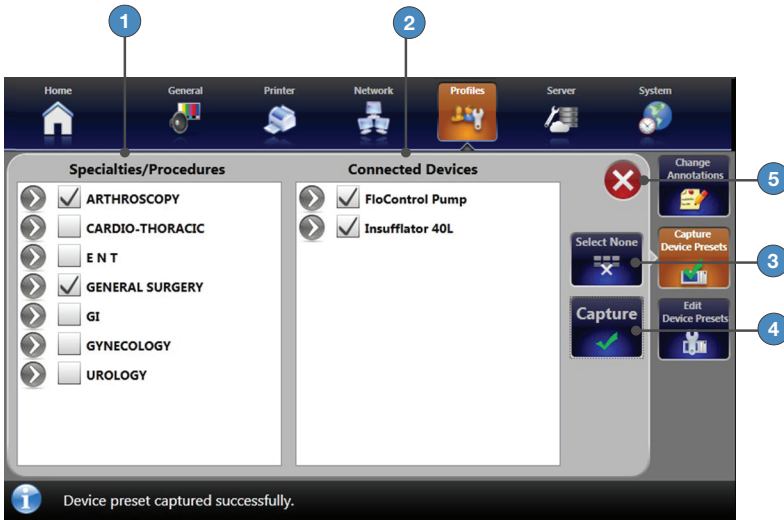 1
2
Home
General
Printer
Network
Profiles
Server
System
Specialties/Procedures
Connected Devices
ARTHROSCOPY
CARDIO-THORACIC
E N T
GENERAL SURGERY
GI
GYNECOLOGY
UROLOGY
FloControl Pump
Insufflator 40L
Change
Annotations
5
Select None
Capture
Device Presets
3
Capture
Edit
Device Presets
4
Device preset captured successfully.